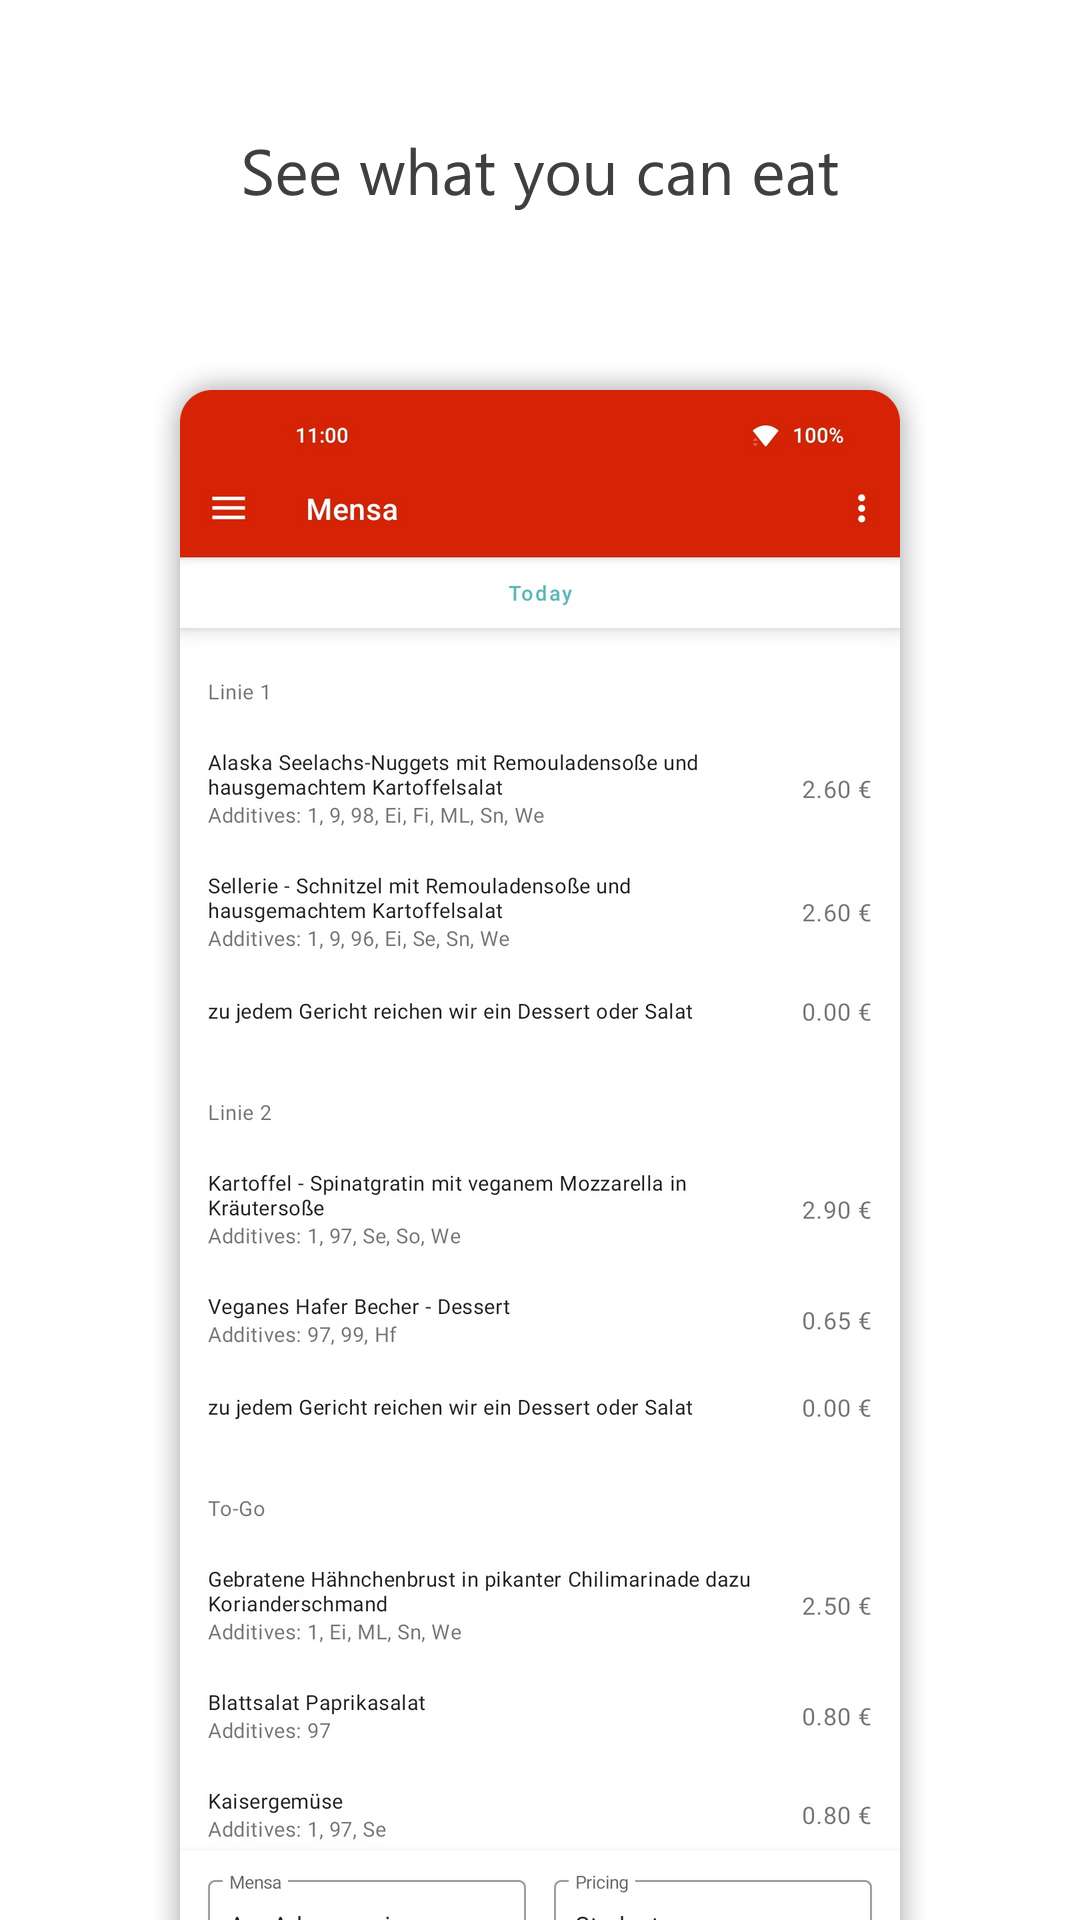 See what you can eat
11:00
100%
Mensa
Today
Linie 1
Alaska Seelachs-Nuggets mit Remouladensoße und
hausgemachtem Kartoffelsalat
2.60 €
Additives: 1, 9, 98, Ei, Fi, ML, Sn, We
Sellerie - Schnitzel mit Remouladensoße und
hausgemachtem Kartoffelsalat
2.60 €
Additives: 1, 9, 96, Ei, Se, Sn, We
zu jedem Gericht reichen wir ein Dessert oder Salat
0.00 €
Linie 2
Kartoffel - Spinatgratin mit veganem Mozzarella in
Kräutersoße
2.90 €
Additives: 1, 97, Se, So, We
Veganes Hafer Becher - Dessert
0.65 €
Additives: 97, 99, Hf
zu jedem Gericht reichen wir ein Dessert oder Salat
0.00 €
To-Go
Gebratene Hähnchenbrust in pikanter Chilimarinade dazu
Korianderschmand
2.50 €
Additives: 1, Ei, ML, Sn, We
Blattsalat Paprikasalat
0.80 €
Additives: 97
Kaisergemüse
0.80 €
Additives: 1, 97, Se
Mensa
Pricing